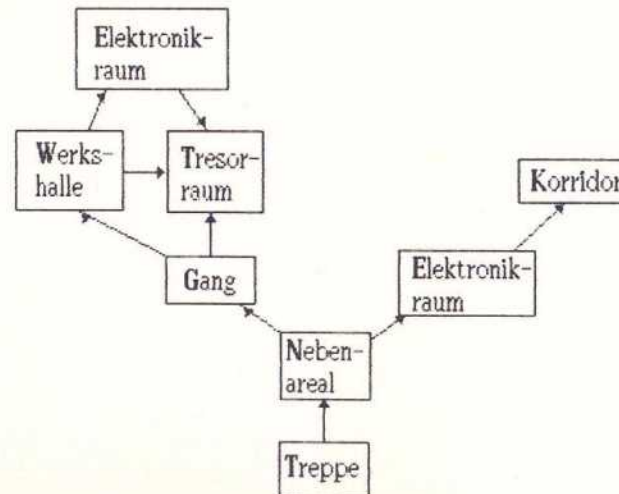 Elektronik-
raum
Werks-
halle
Tresor-
raum
Korridor
Gang
Elektronik-
raum
Neben-
areal
Treppe